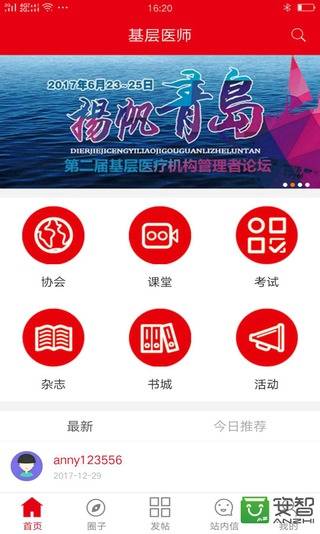 16:20
基层医师
2017年6月23~25日
扬帆青岛
第二届基层医疗机构管理者论坛
DIERJIEJICENGYILIAOJIGOUGUANLIZHELUNTAN
协会
课堂
考试
杂志
书城
活动
最新
今日推荐
anny123556
2017-12-29
首页
圈子
发帖
站内信
我的
安智
ANZHI